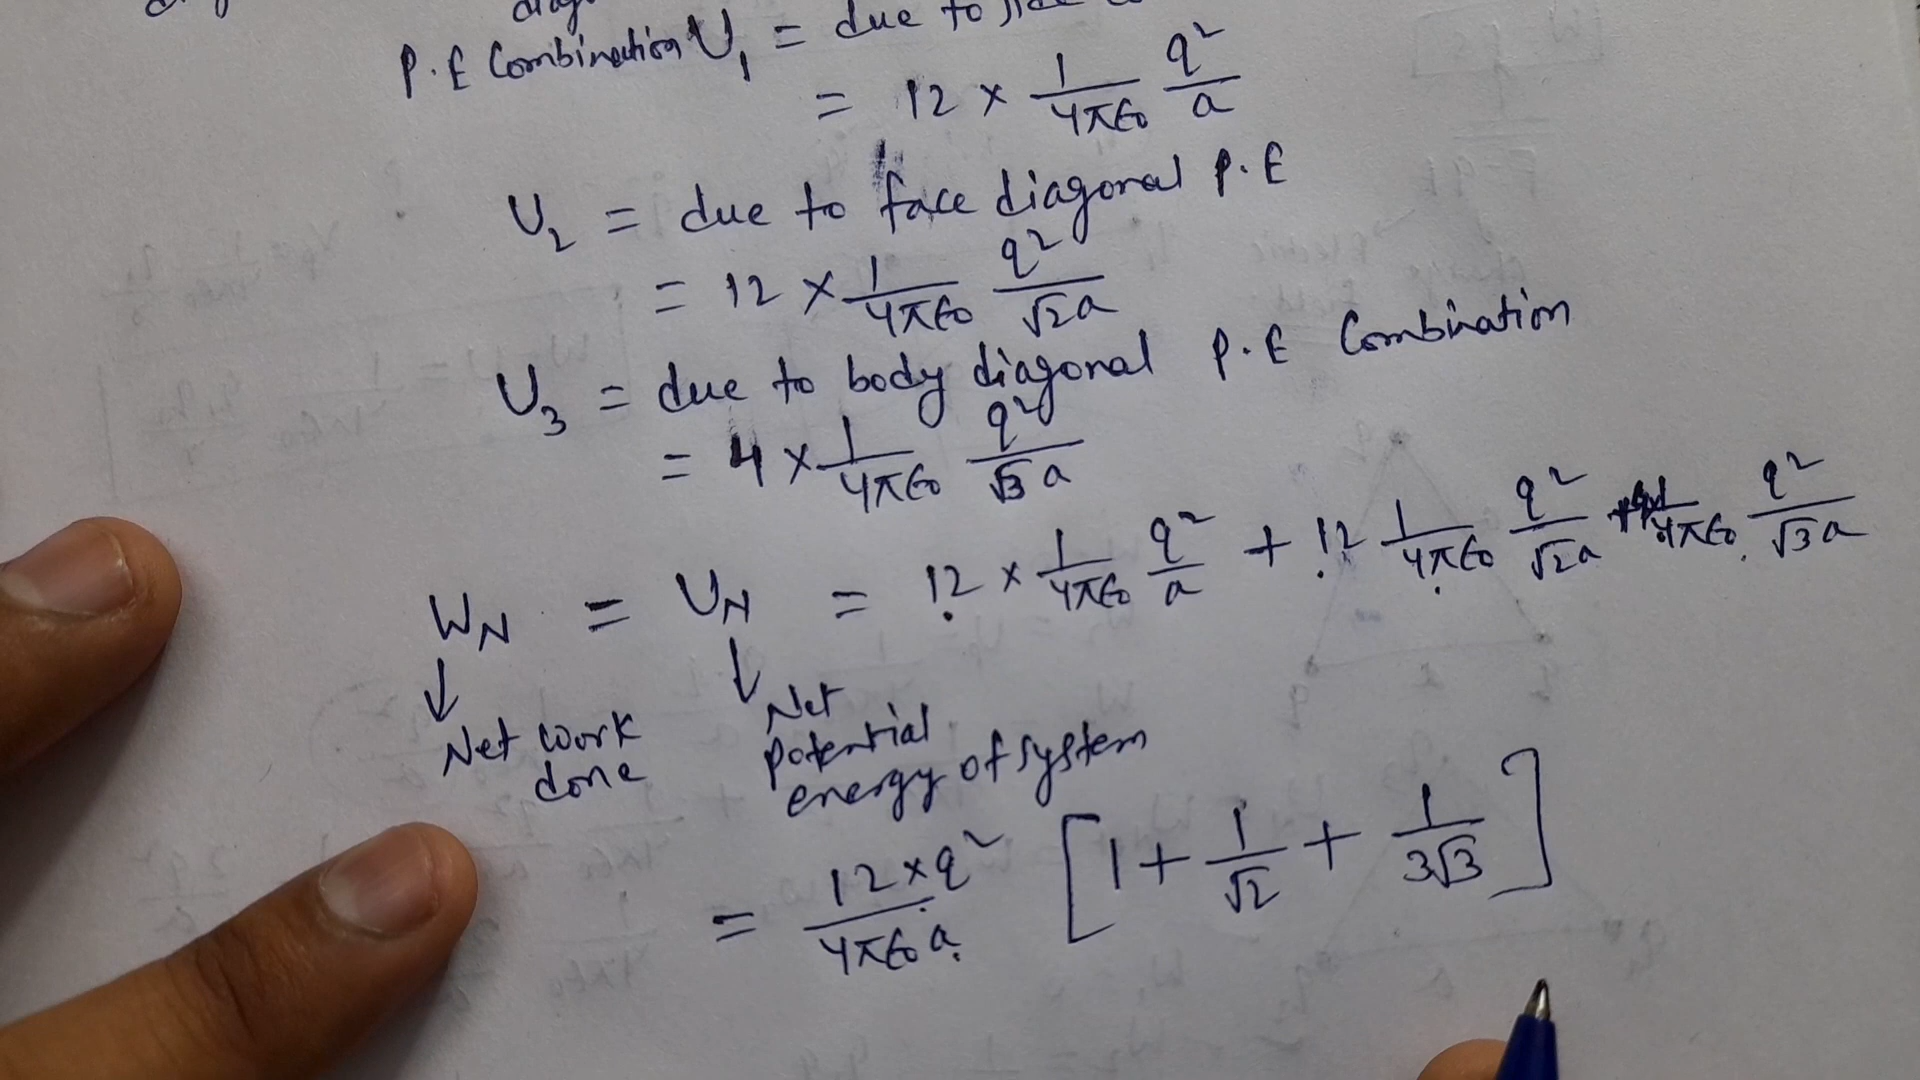 P.E Combination U₁ = due to
= 12 × 1/4πε₀ q²/a
U₂ = due to face diagonal P.E
= 12 × 1/4πε₀ q²/√2a
U₃ = due to body diagonal P.E Combination
= 4 × 1/4πε₀ q²/√3a
W_N = U_N = 12 × 1/4πε₀ q²/a + 12 1/4πε₀ q²/√2a + 1/4πε₀ q²/√3a
↓ ↓
Net work done
Net potential energy of system
= 12×q²/4πε₀a [1 + 1/√2 + 1/3√3]